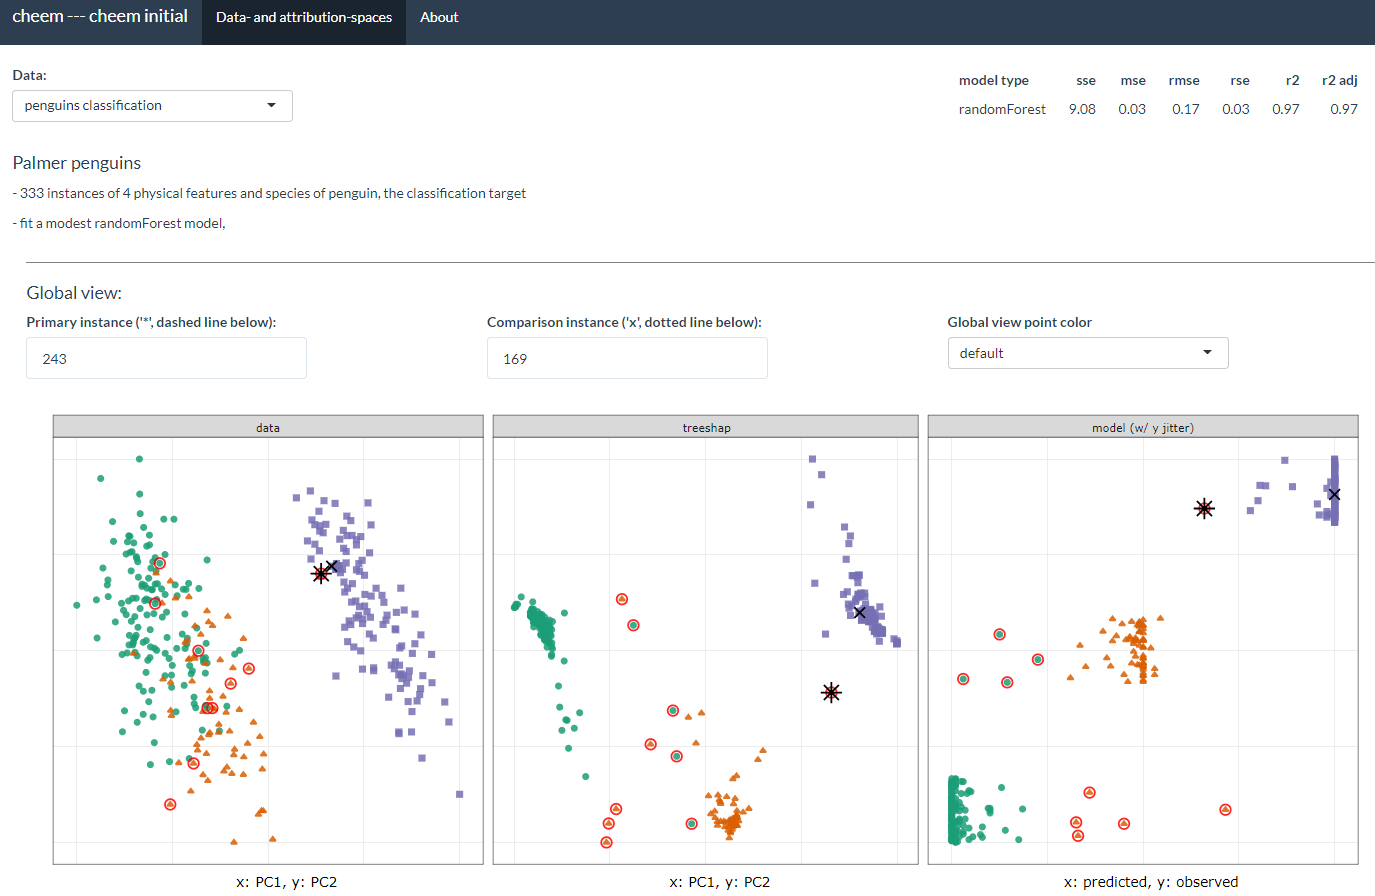 cheem --- cheem initial Data- and attribution-spaces About
Data:
penguins classification
model type sse mse rmse rse r2 r2 adj
randomForest 9.08 0.03 0.17 0.03 0.97 0.97
Palmer penguins
- 333 instances of 4 physical features and species of penguin, the classification target
- fit a modest randomForest model,
Global view:
Primary instance ('*', dashed line below): Comparison instance ('x', dotted line below): Global view point color
243 169 default
data treeshap model (w/ y jitter)
x: PC1, y: PC2 x: PC1, y: PC2 x: predicted, y: observed